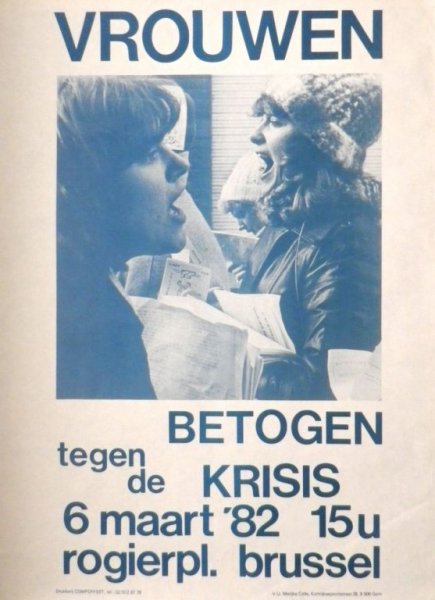 VROUWEN
BETOGEN
tegen
de KRISIS
6 maart '82 15u
rogierpl. brussel